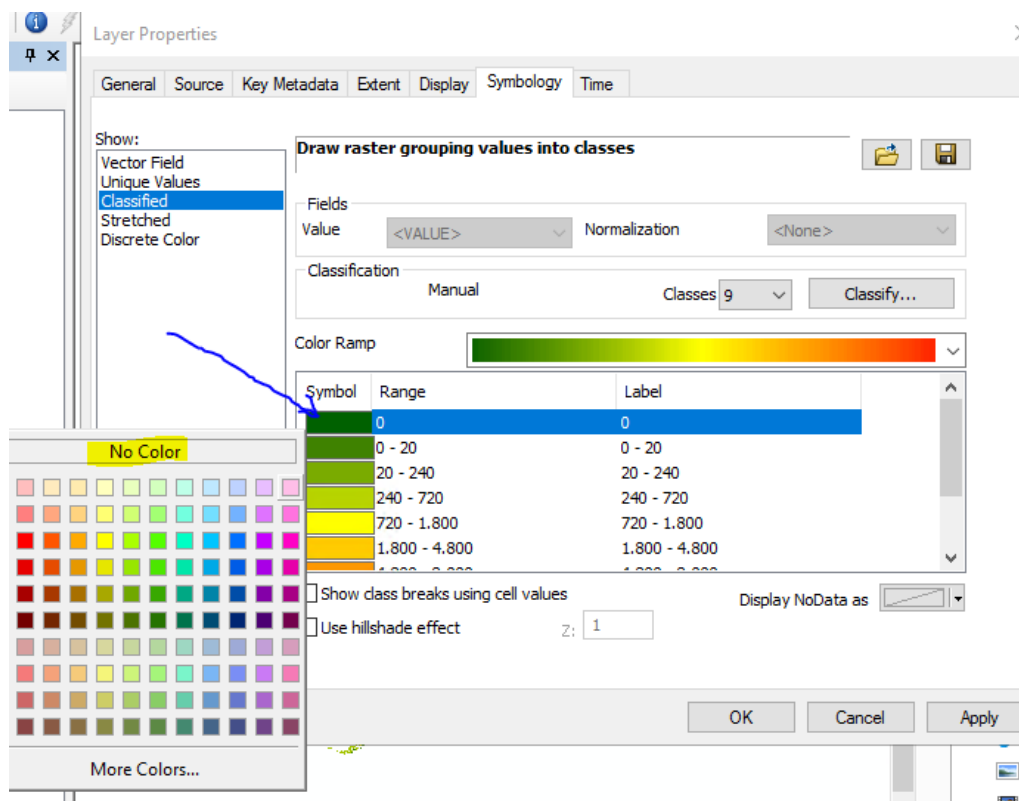 Layer Properties
General Source Key Metadata Extent Display Symbology Time
Show:
Vector Field
Unique Values
Classified
Stretched
Discrete Color
Draw raster grouping values into classes
Fields
Value <VALUE> Normalization <None>
Classification
Manual Classes 9 Classify...
Color Ramp
Symbol Range Label
0 0
0 - 20 0 - 20
20 - 240 20 - 240
240 - 720 240 - 720
720 - 1.800 720 - 1.800
1.800 - 4.800 1.800 - 4.800
Show class breaks using cell values Display NoData as
Use hillshade effect Z: 1
OK Cancel Apply
No Color
More Colors...